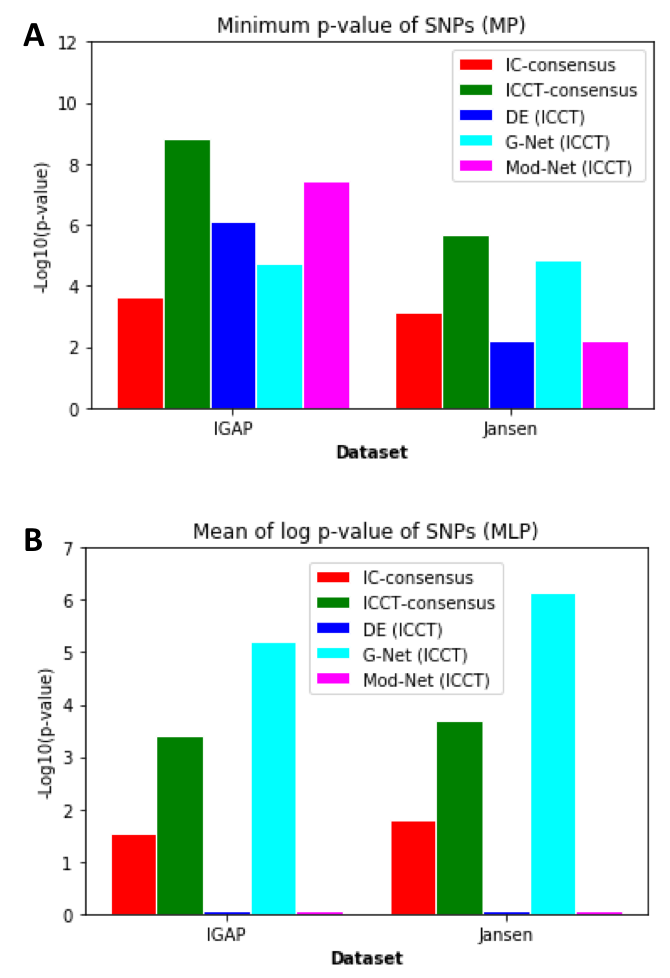 A
Minimum p-value of SNPs (MP)
12
10
8
6
4
2
0
-Log10(p-value)
IC-consensus
ICCT-consensus
DE (ICCT)
G-Net (ICCT)
Mod-Net (ICCT)
IGAP
Jansen
Dataset
B
Mean of log p-value of SNPs (MLP)
7
6
5
4
3
2
1
0
-Log10(p-value)
IC-consensus
ICCT-consensus
DE (ICCT)
G-Net (ICCT)
Mod-Net (ICCT)
IGAP
Jansen
Dataset